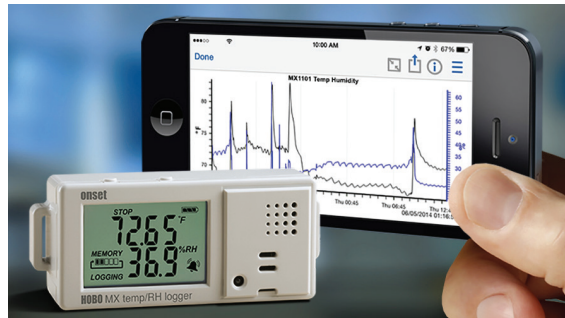 10:00 AM
67%
Done
MX1101 Temp Humidity
°F
80
75
70
60
55
50
45
40
35
30
Thu 00:45
Thu 06:45
Thu 12:
06/05/2014 01:16:5
onset
STOP
72.65 °F
MEMORY
36.9 %RH
LOGGING
HOBO MX temp/RH logger